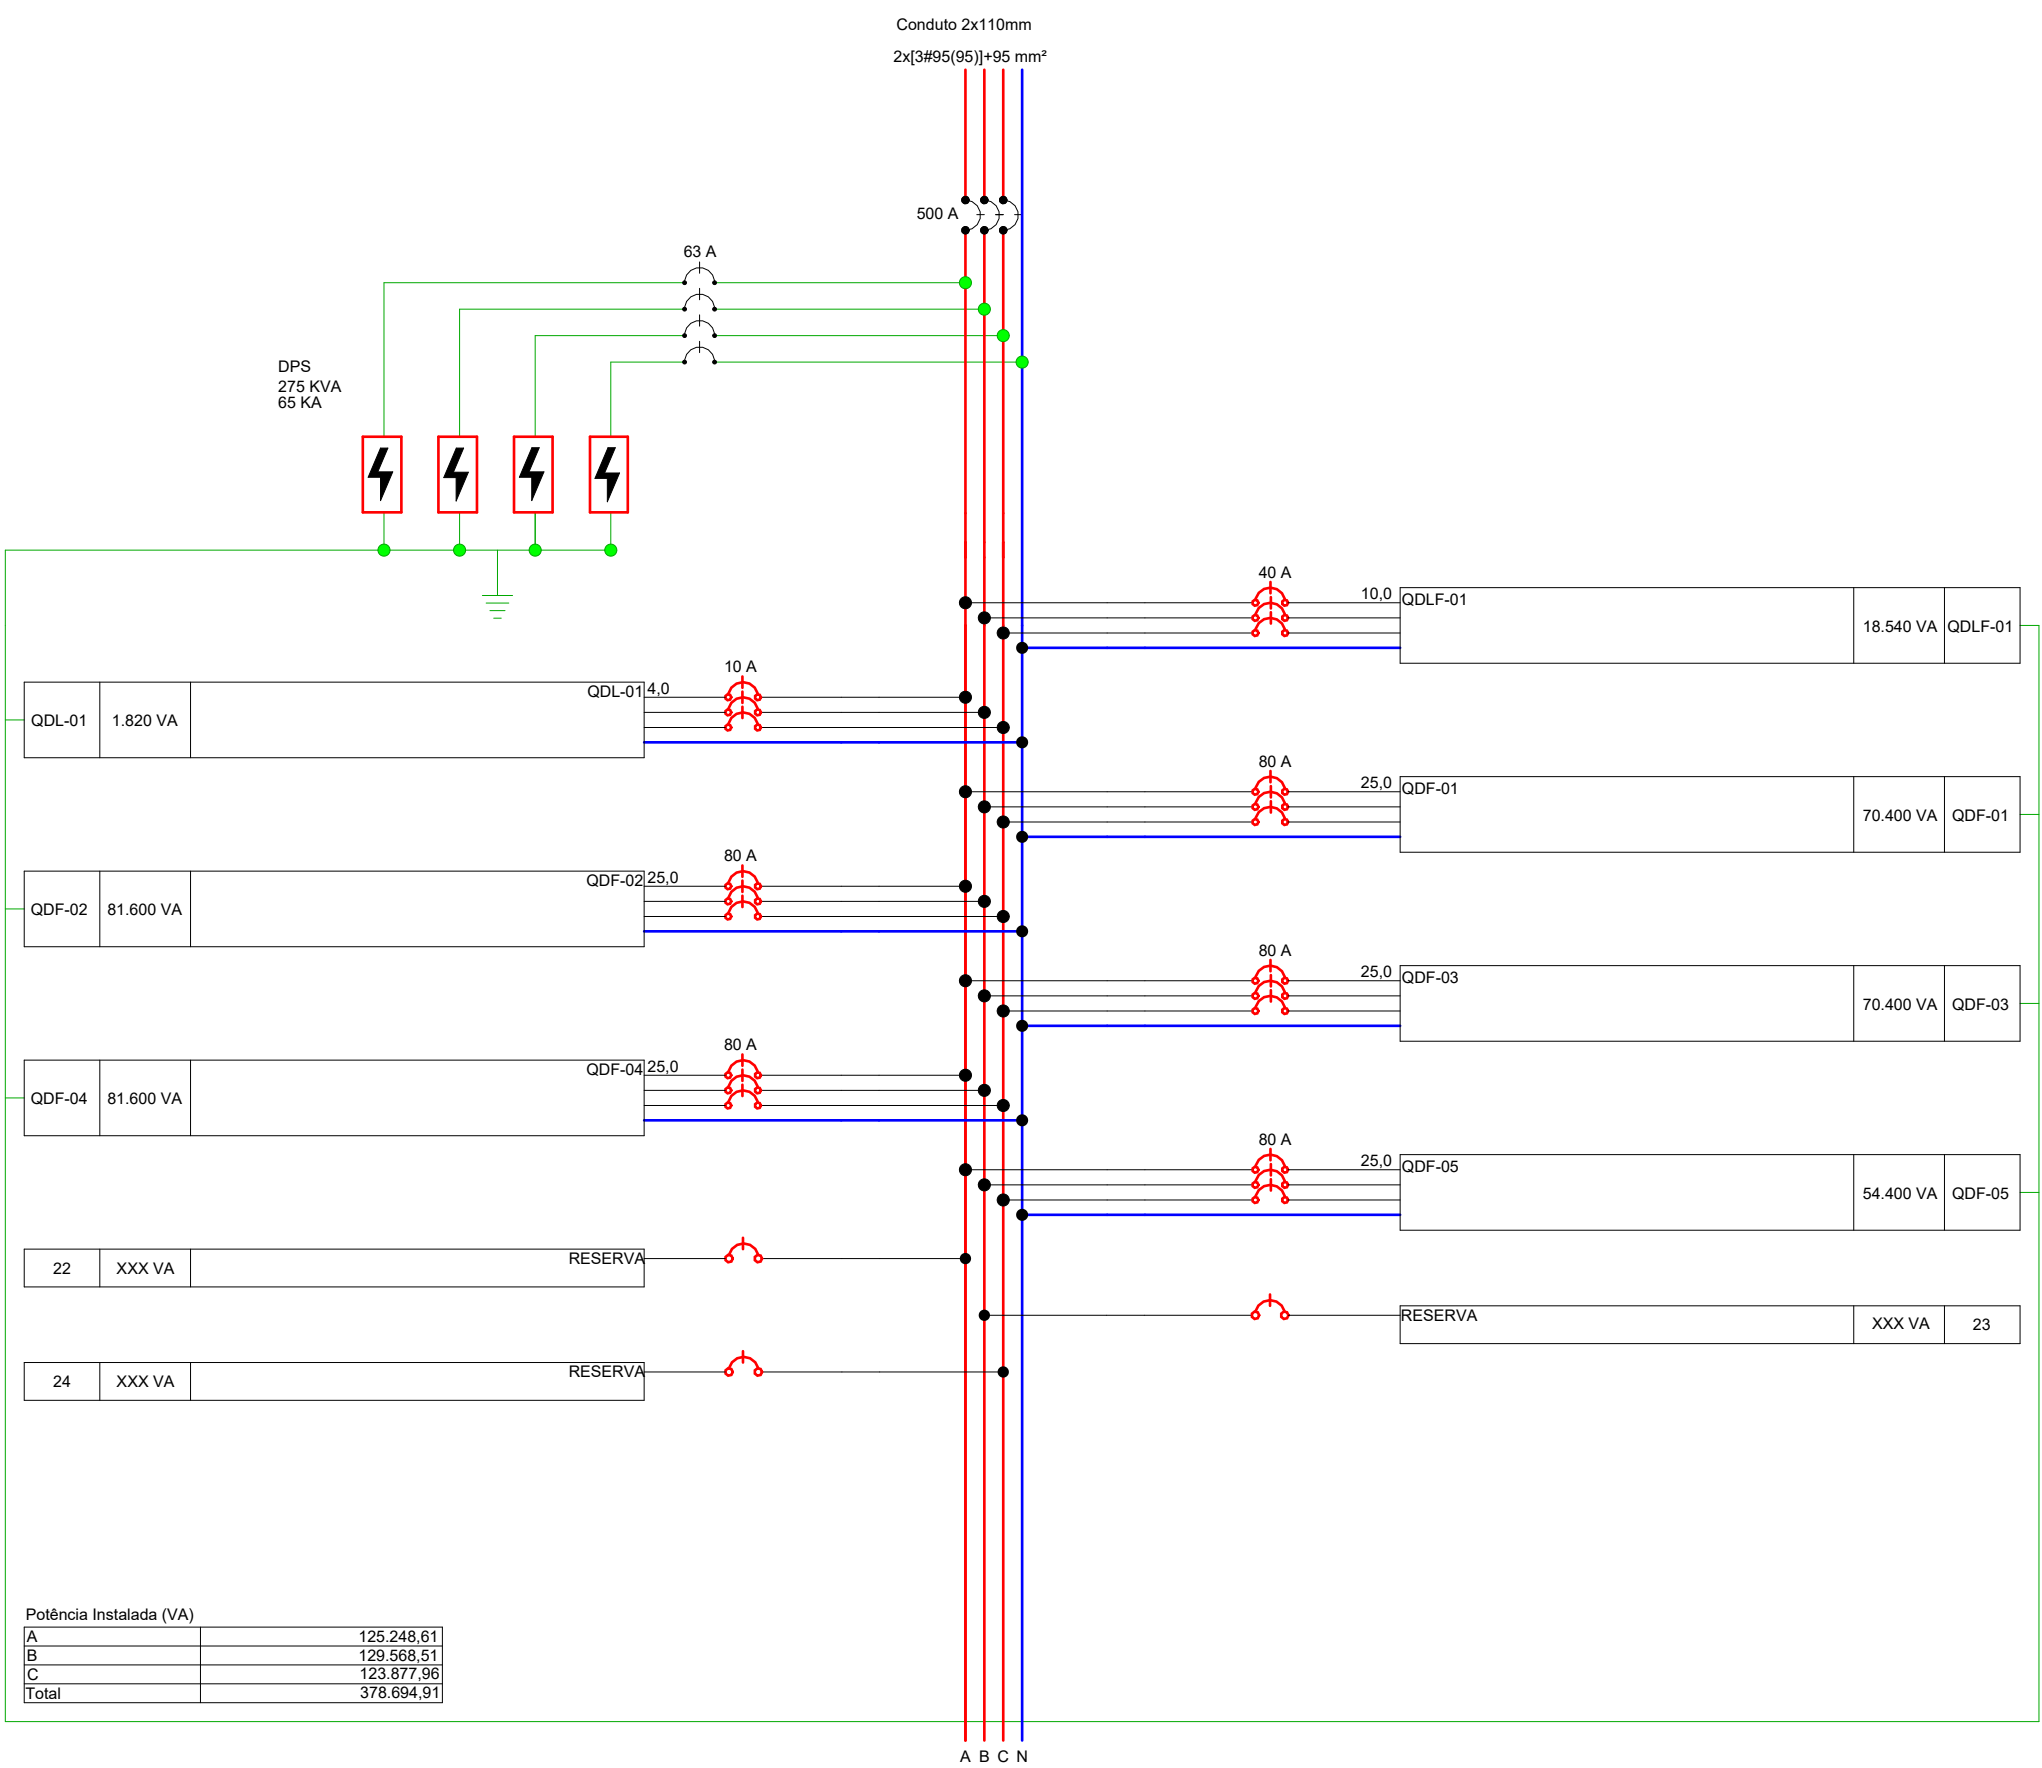 Conduto 2x110mm
2x[3#95(95)]+95 mm²
500 A
63 A
DPS
275 KVA
65 KA
40 A
10,0 QDLF-01
18.540 VA QDLF-01
10 A
QDL-01 4,0
QDL-01 1.820 VA
80 A
25,0 QDF-01
70.400 VA QDF-01
80 A
QDF-02 25,0
QDF-02 81.600 VA
80 A
25,0 QDF-03
70.400 VA QDF-03
80 A
QDF-04 25,0
QDF-04 81.600 VA
80 A
25,0 QDF-05
54.400 VA QDF-05
RESERVA
22 XXX VA
RESERVA
XXX VA 23
RESERVA
24 XXX VA
Potência Instalada (VA)
A 125.248,61
B 129.568,51
C 123.877,96
Total 378.694,91
A B C N